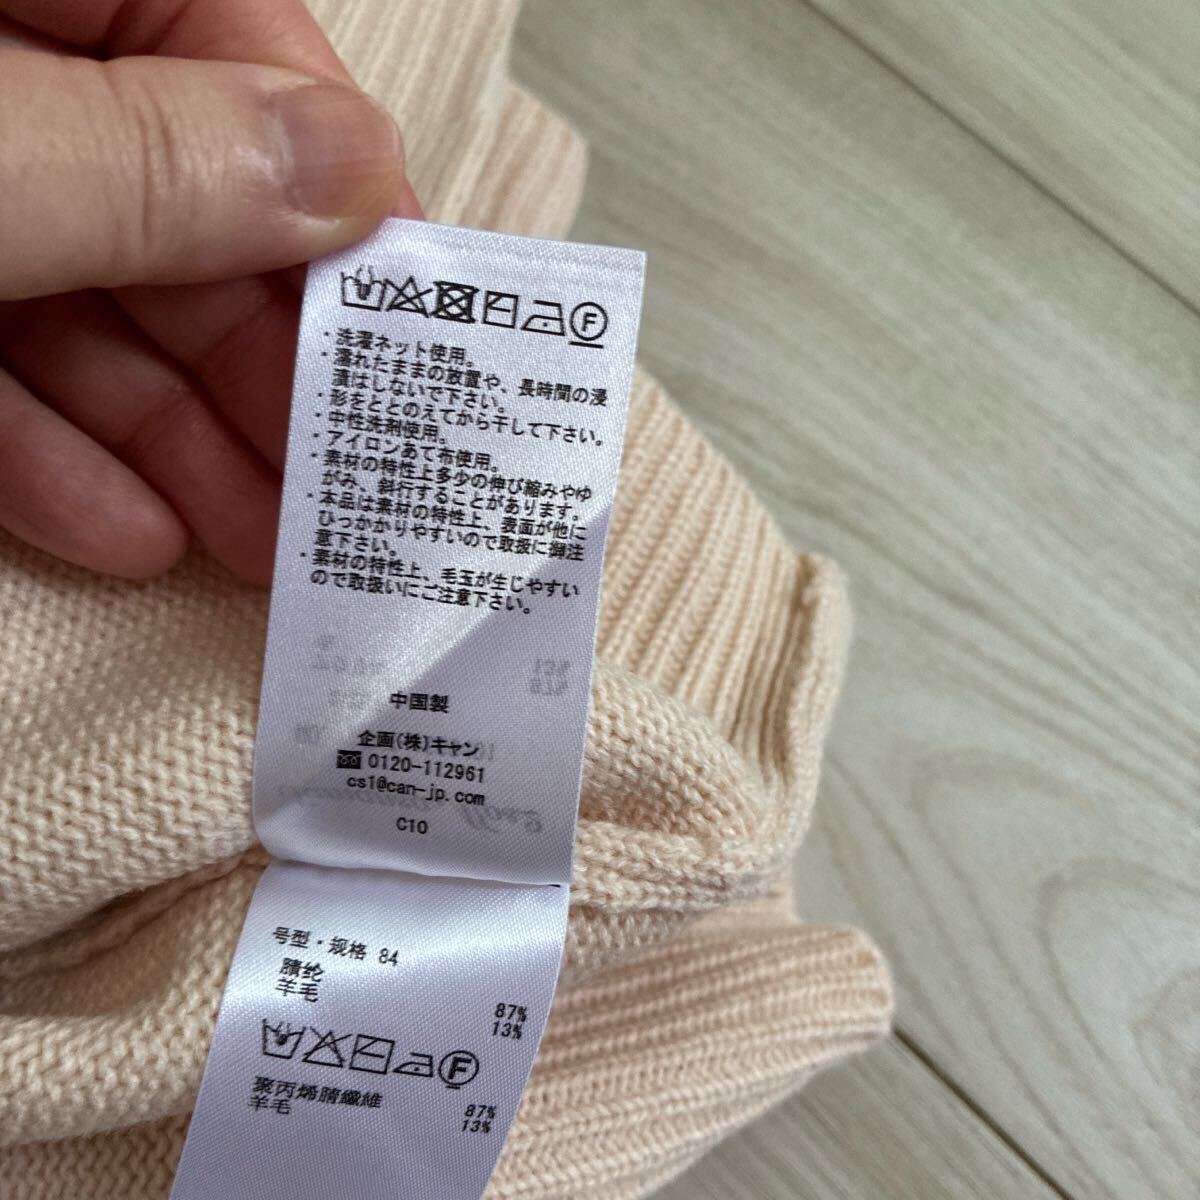 F
・洗濯ネット使用。
・濡れたままの放置や、長時間の浸
漬はしないで下さい。
・形をととのえてから干して下さい。
・中性洗剤使用。
・アイロンあて布使用。
・素材の特性上多少の伸び縮みやゆ
がみ、斜行することがあります。
・本品は素材の特性上、表面が他に
ひっかかりやすいので取扱に御注
意下さい。
・素材の特性上、毛玉が生じやすい
ので取扱いにご注意下さい。
中国製
企画(株)キャン
0120-112961
cs1@can-jp.com
C10
号型・规格 84
腈纶 87%
羊毛 13%
F
聚丙烯腈纖維 87%
羊毛 13%